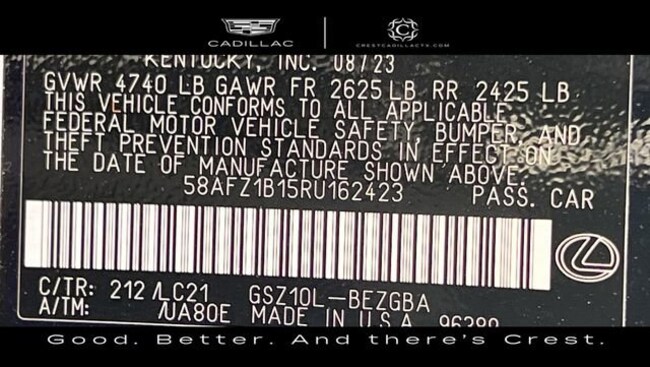 CADILLAC
CRESTCADILLACTX.COM
KENTUCKY, INC. 08/23
GVWR 4740 LB GAWR FR 2625 LB RR 2425 LB
THIS VEHICLE CONFORMS TO ALL APPLICABLE
FEDERAL MOTOR VEHICLE SAFETY, BUMPER, AND
THEFT PREVENTION STANDARDS IN EFFECT ON
THE DATE OF MANUFACTURE SHOWN ABOVE.
58AFZ1B15RU162423 PASS. CAR
C/TR: 212 /LC21 GSZ10L-BEZGBA
A/TM: /UA80E MADE IN U.S.A.
Good. Better. And there's Crest.